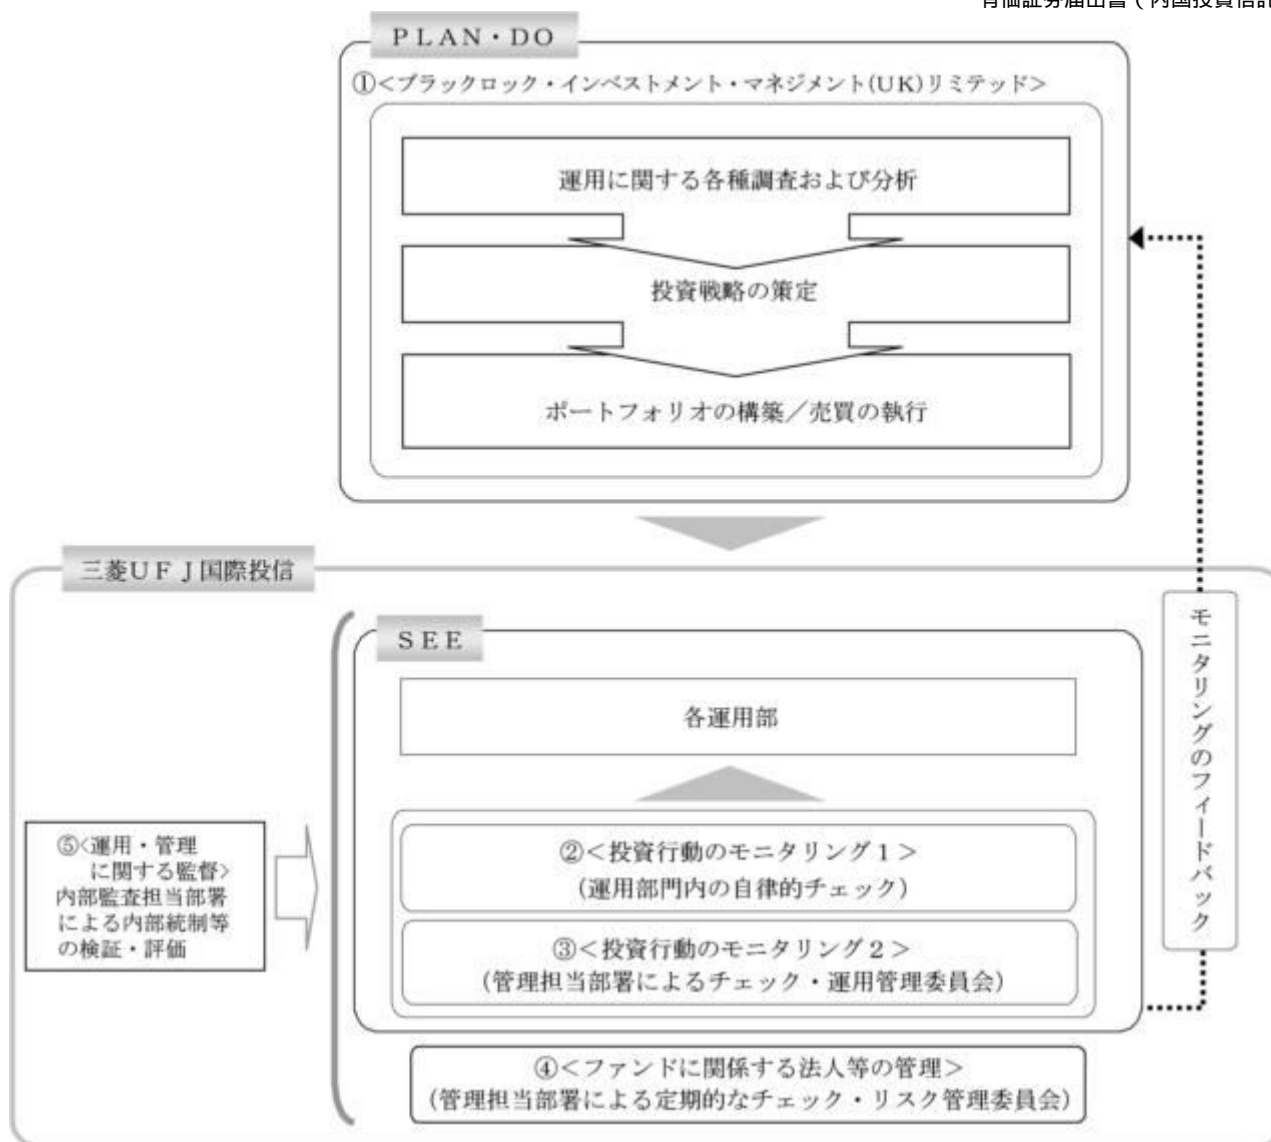 有価証券届出書（内国投資信託
ＰＬＡＮ・ＤＯ
①＜ブラックロック・インベストメント・マネジメント(ＵＫ)リミテッド＞
運用に関する各種調査および分析
投資戦略の策定
ポートフォリオの構築／売買の執行
三菱ＵＦＪ国際投信
ＳＥＥ
各運用部
②＜投資行動のモニタリング１＞
（運用部門内の自律的チェック）
③＜投資行動のモニタリング２＞
（管理担当部署によるチェック・運用管理委員会）
④＜ファンドに関係する法人等の管理＞
（管理担当部署による定期的なチェック・リスク管理委員会）
⑤<運用・管理
に関する監督>
内部監査担当部署
による内部統制等
の検証・評価
モニタリングのフィードバック